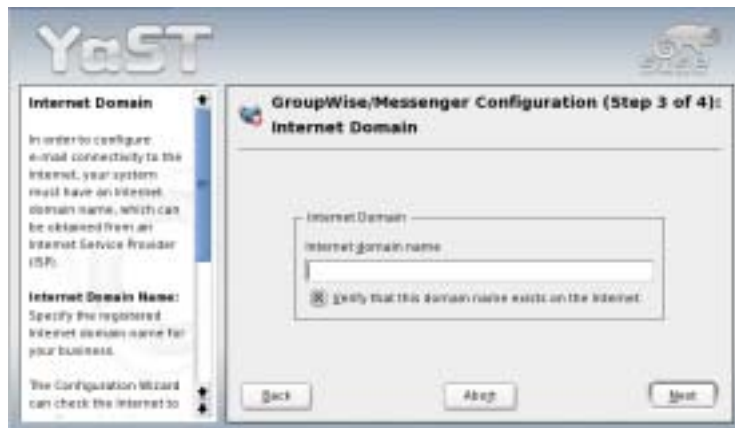 YaST
SUSE
Internet Domain
In order to configure
e-mail connectivity to the
Internet, your system
must have an Internet
domain name, which can
be obtained from an
Internet Service Provider
(ISP).
Internet Domain Name:
Specify the registered
Internet domain name for
your business.
The Configuration Wizard
can check the Internet to
GroupWise/Messenger Configuration (Step 3 of 4):
Internet Domain
Internet Domain
Internet domain name
Verify that this domain name exists on the Internet
Back
Abort
Next